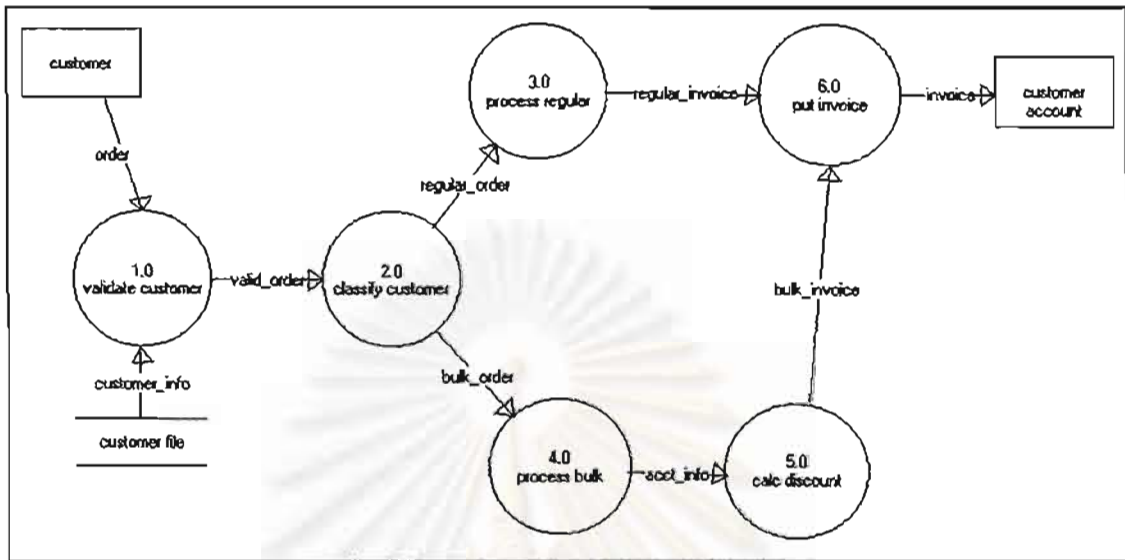 customer
order
1.0
validate customer
customer_info
customer file
valid_order
2.0
classify customer
regular_order
3.0
process regular
regular_invoice
bulk_order
4.0
process bulk
acct_info
5.0
calc discount
bulk_invoice
6.0
put invoice
invoice
customer
account